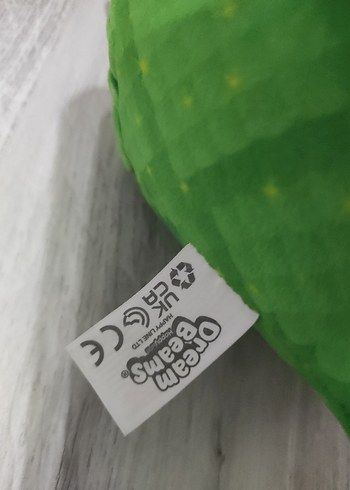 Dream
Beams®
HAPPY LINE LTD
UK
CA
CE